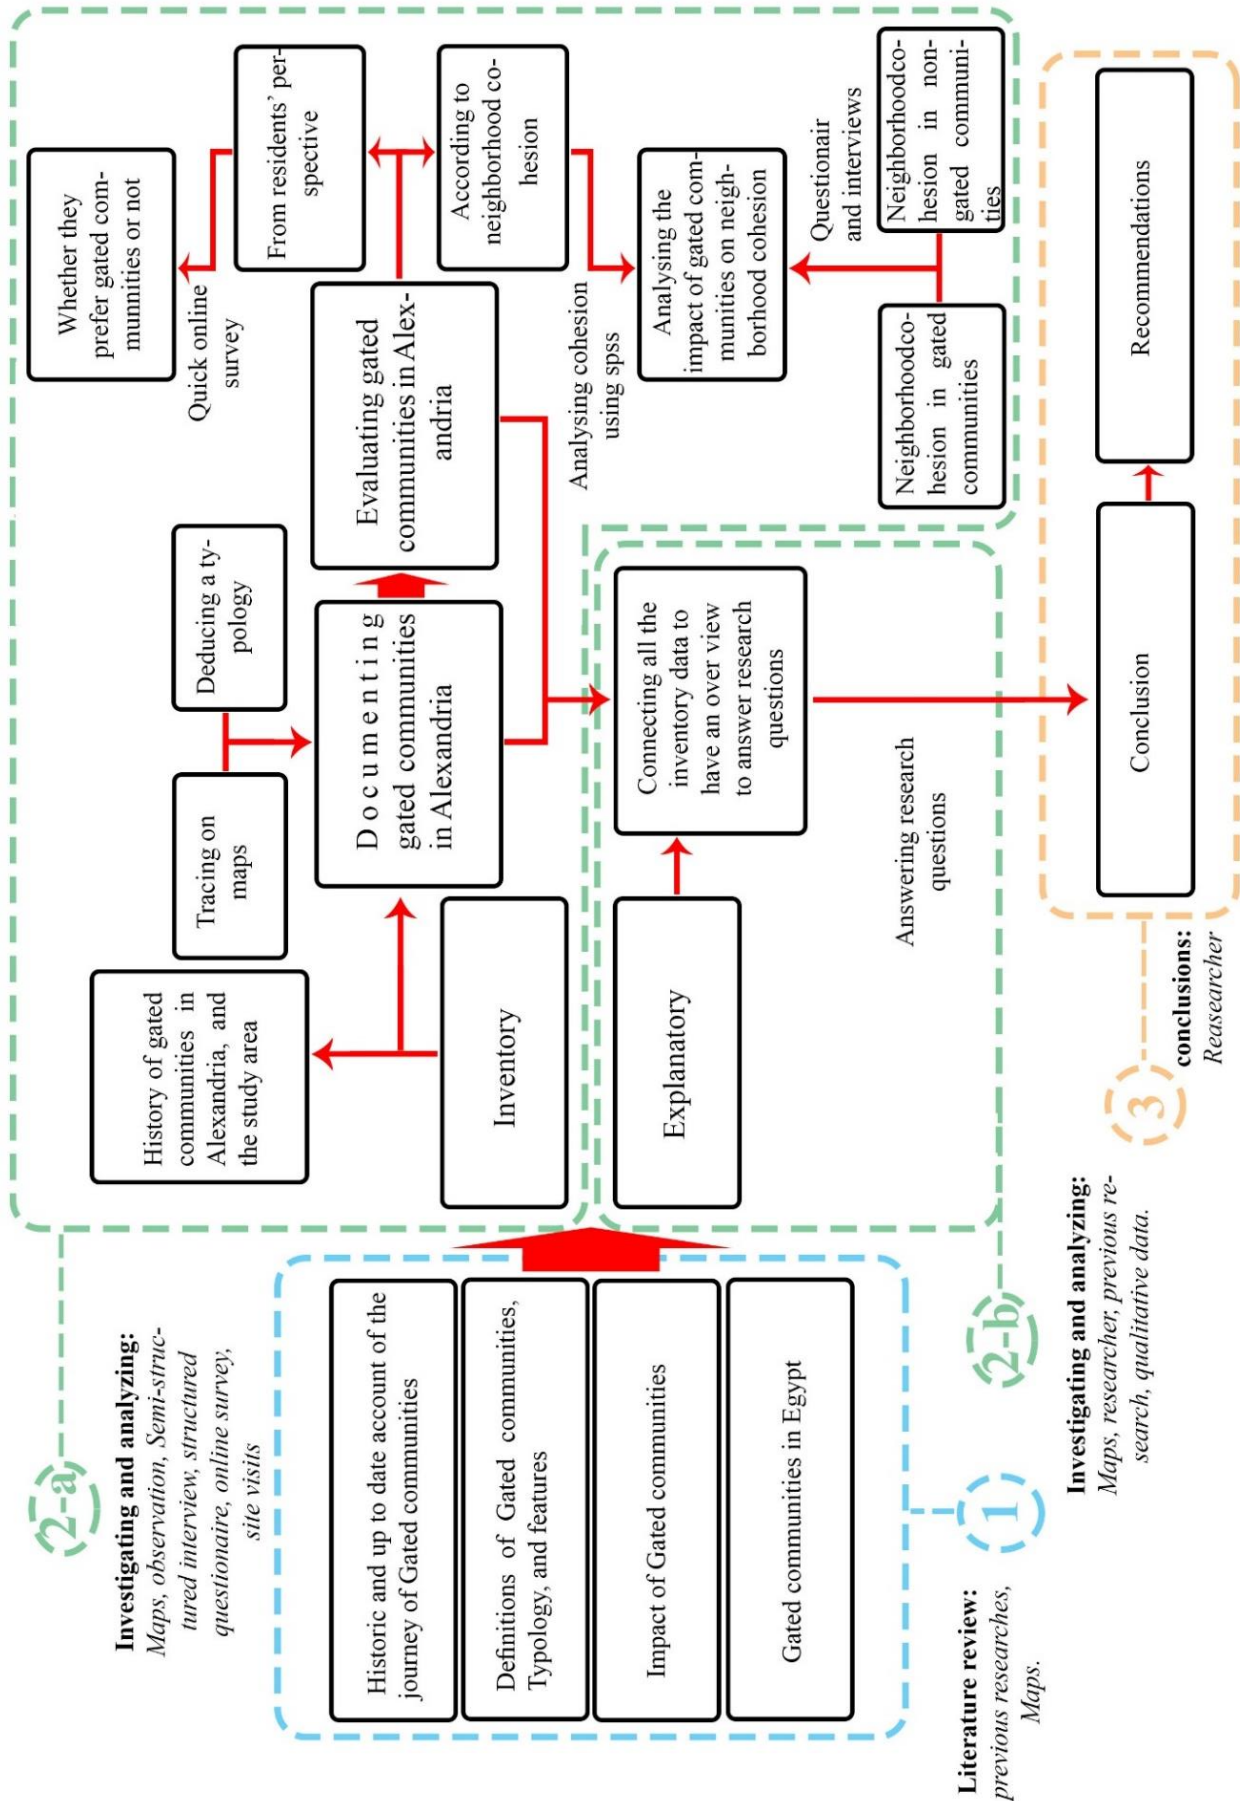 2-a
Investigating and analyzing:
Maps, observation, Semi-struc-
tured interview, structured
questionaire, online survey,
site visits
Historic and up to date account of the
journey of Gated communities
Definitions of Gated communities,
Typology, and features
Impact of Gated communities
Gated communities in Egypt
1
Literature review:
previous researches,
Maps.
History of gated
communities in
Alexandria, and
the study area
Inventory
Tracing on
maps
Deducing a ty-
pology
Documenting
gated communities
in Alexandria
Evaluating gated
communities in Alex-
andria
From residents' per-
spective
Quick online
survey
Whether they
prefer gated com-
munities or not
According to
neighborhood co-
hesion
Analysing cohesion
using spss
Analysing the
impact of gated com-
munities on neigh-
borhood cohesion
Questionair
and interviews
Neighborhoodco-
hesion in gated
communities
Neighborhoodco-
hesion in non-
gated communi-
ties
2-b
Investigating and analyzing:
Maps, researcher, previous re-
search, qualitative data.
Explanatory
Connecting all the
inventory data to
have an over view
to answer research
questions
Answering research
questions
3
conclusions:
Reasearcher
Conclusion
Recommendations